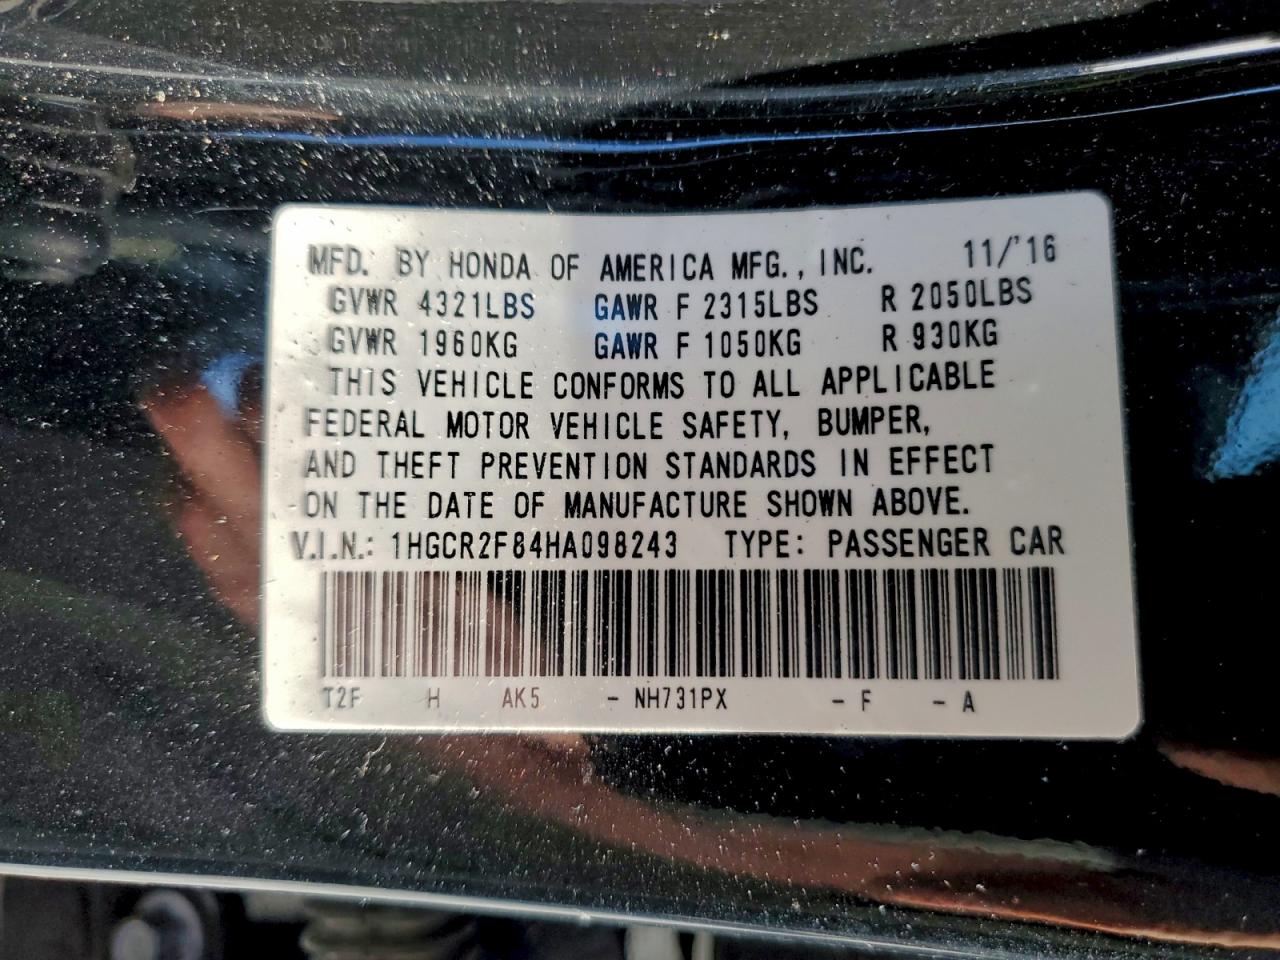 MFD. BY HONDA OF AMERICA MFG., INC. 11/'16
GVWR 4321LBS GAWR F 2315LBS R 2050LBS
GVWR 1960KG GAWR F 1050KG R 930KG
THIS VEHICLE CONFORMS TO ALL APPLICABLE
FEDERAL MOTOR VEHICLE SAFETY, BUMPER,
AND THEFT PREVENTION STANDARDS IN EFFECT
ON THE DATE OF MANUFACTURE SHOWN ABOVE.
V.I.N.: 1HGCR2F84HA098243 TYPE: PASSENGER CAR
T2F H AK5 - NH731PX - F - A